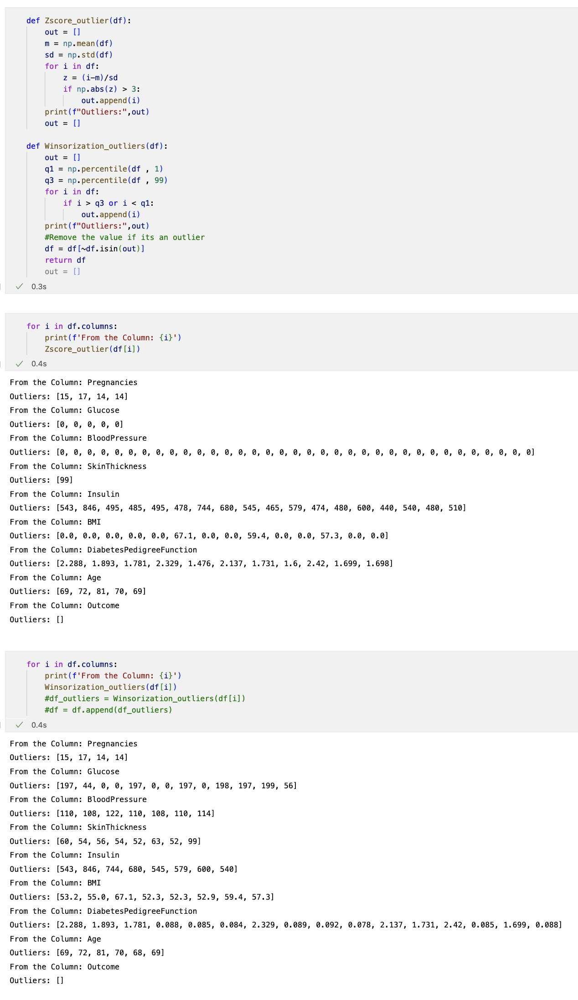 def Zscore_outlier(df):
    out = []
    m = np.mean(df)
    sd = np.std(df)
    for i in df:
        z = (i-m)/sd
        if np.abs(z) > 3:
            out.append(i)
    print(f"Outliers:",out)
    out = []
def Winsorization_outliers(df):
    out = []
    q1 = np.percentile(df , 1)
    q3 = np.percentile(df , 99)
    for i in df:
        if i > q3 or i < q1:
            out.append(i)
    print(f"Outliers:",out)
    #Remove the value if its an outlier
    df = df[~df.isin(out)]
    return df
    out = []
0.3s
for i in df.columns:
    print(f'From the Column: {i}')
    Zscore_outlier(df[i])
0.4s
From the Column: Pregnancies
Outliers: [15, 17, 14, 14]
From the Column: Glucose
Outliers: [0, 0, 0, 0, 0]
From the Column: BloodPressure
Outliers: [0, 0, 0, 0, 0, 0, 0, 0, 0, 0, 0, 0, 0, 0, 0, 0, 0, 0, 0, 0, 0, 0, 0, 0, 0, 0, 0, 0, 0, 0, 0, 0, 0, 0, 0]
From the Column: SkinThickness
Outliers: [99]
From the Column: Insulin
Outliers: [543, 846, 495, 485, 495, 478, 744, 680, 545, 465, 579, 474, 480, 600, 440, 540, 480, 510]
From the Column: BMI
Outliers: [0.0, 0.0, 0.0, 0.0, 0.0, 67.1, 0.0, 0.0, 59.4, 0.0, 0.0, 57.3, 0.0, 0.0]
From the Column: DiabetesPedigreeFunction
Outliers: [2.288, 1.893, 1.781, 2.329, 1.476, 2.137, 1.731, 1.6, 2.42, 1.699, 1.698]
From the Column: Age
Outliers: [69, 72, 81, 70, 69]
From the Column: Outcome
Outliers: []
for i in df.columns:
    print(f'From the Column: {i}')
    Winsorization_outliers(df[i])
    #df_outliers = Winsorization_outliers(df[i])
    #df = df.append(df_outliers)
0.4s
From the Column: Pregnancies
Outliers: [15, 17, 14, 14]
From the Column: Glucose
Outliers: [197, 44, 0, 0, 197, 0, 0, 197, 0, 198, 197, 199, 56]
From the Column: BloodPressure
Outliers: [110, 108, 122, 110, 108, 110, 114]
From the Column: SkinThickness
Outliers: [60, 54, 56, 54, 52, 63, 52, 99]
From the Column: Insulin
Outliers: [543, 846, 744, 680, 545, 579, 600, 540]
From the Column: BMI
Outliers: [53.2, 55.0, 67.1, 52.3, 52.3, 52.9, 59.4, 57.3]
From the Column: DiabetesPedigreeFunction
Outliers: [2.288, 1.893, 1.781, 0.088, 0.085, 0.084, 2.329, 0.089, 0.092, 0.078, 2.137, 1.731, 2.42, 0.085, 1.699, 0.088]
From the Column: Age
Outliers: [69, 72, 81, 70, 68, 69]
From the Column: Outcome
Outliers: []